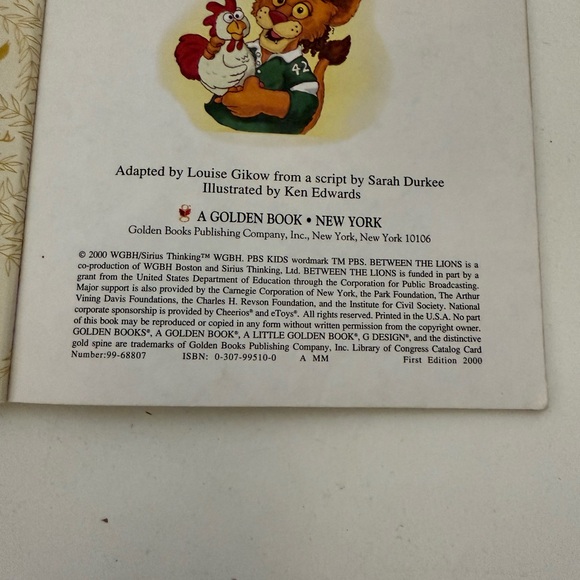 42
Adapted by Louise Gikow from a script by Sarah Durkee
Illustrated by Ken Edwards
A GOLDEN BOOK • NEW YORK
Golden Books Publishing Company, Inc., New York, New York 10106
© 2000 WGBH/Sirius Thinking™ WGBH. PBS KIDS wordmark TM PBS. BETWEEN THE LIONS is a
co-production of WGBH Boston and Sirius Thinking, Ltd. BETWEEN THE LIONS is funded in part by a
grant from the United States Department of Education through the Corporation for Public Broadcasting.
Major support is also provided by the Carnegie Corporation of New York, the Park Foundation, The Arthur
Vining Davis Foundations, the Charles H. Revson Foundation, and the Institute for Civil Society. National
corporate sponsorship is provided by Cheerios® and eToys®. All rights reserved. Printed in the U.S.A. No part
of this book may be reproduced or copied in any form without written permission from the copyright owner.
GOLDEN BOOKS®, A GOLDEN BOOK®, A LITTLE GOLDEN BOOK®, G DESIGN®, and the distinctive
gold spine are trademarks of Golden Books Publishing Company, Inc. Library of Congress Catalog Card
Number:99-68807 ISBN: 0-307-99510-0 A MM First Edition 2000